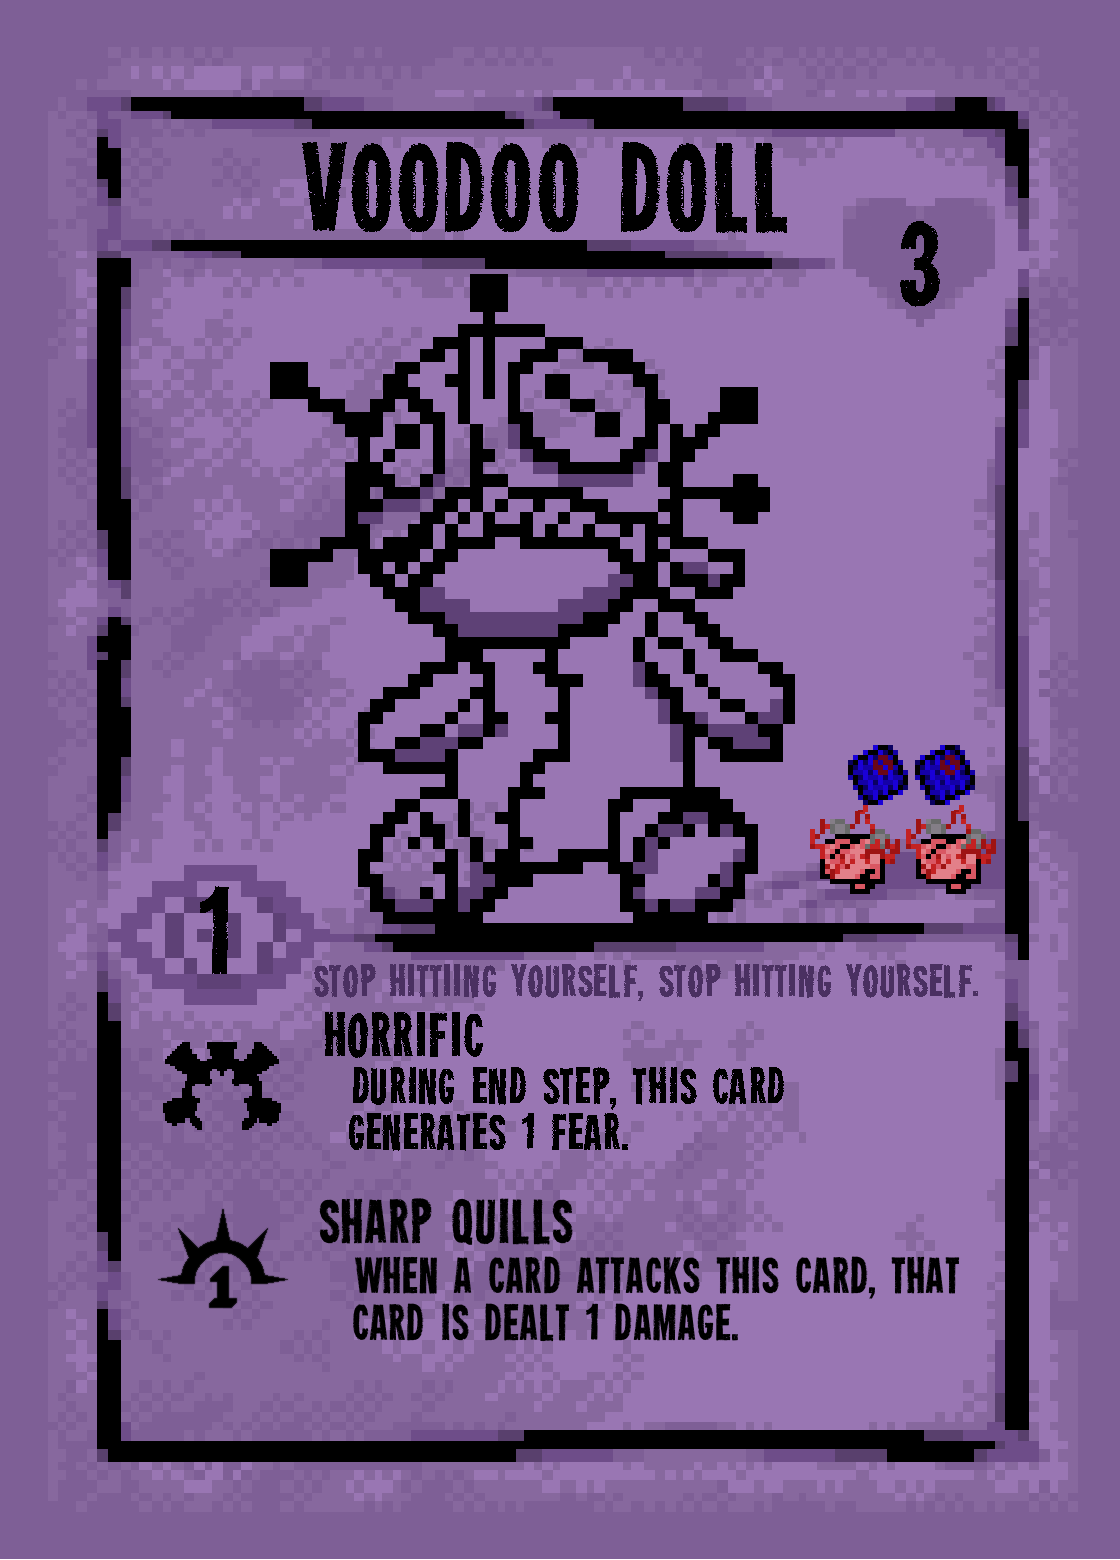 VOODOO DOLL
3
1
STOP HITTIING YOURSELF, STOP HITTING YOURSELF.
HORRIFIC
DURING END STEP, THIS CARD
GENERATES 1 FEAR.
SHARP QUILLS
1
WHEN A CARD ATTACKS THIS CARD, THAT
CARD IS DEALT 1 DAMAGE.